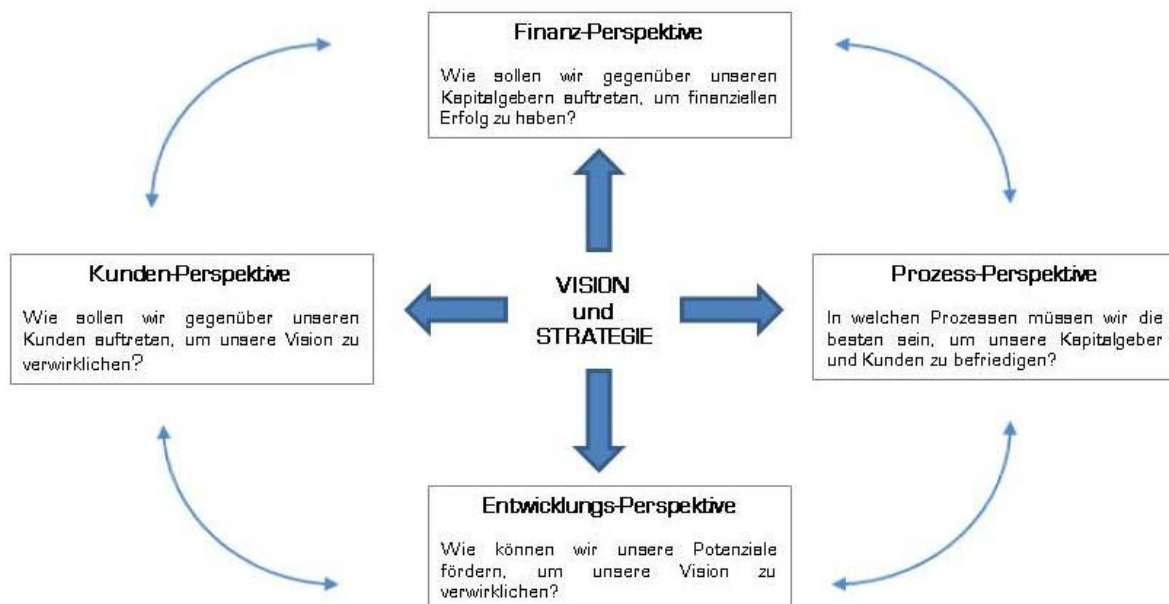 Finanz-Perspektive
Wie sollen wir gegenüber unseren
Kapitalgebern auftreten, um finanziellen
Erfolg zu haben?
Kunden-Perspektive
Wie sollen wir gegenüber unseren
Kunden auftreten, um unsere Vision zu
verwirklichen?
VISION
und
STRATEGIE
Prozess-Perspektive
In welchen Prozessen müssen wir die
besten sein, um unsere Kapitalgeber
und Kunden zu befriedigen?
Entwicklungs-Perspektive
Wie können wir unsere Potenziale
fördern, um unsere Vision zu
verwirklichen?